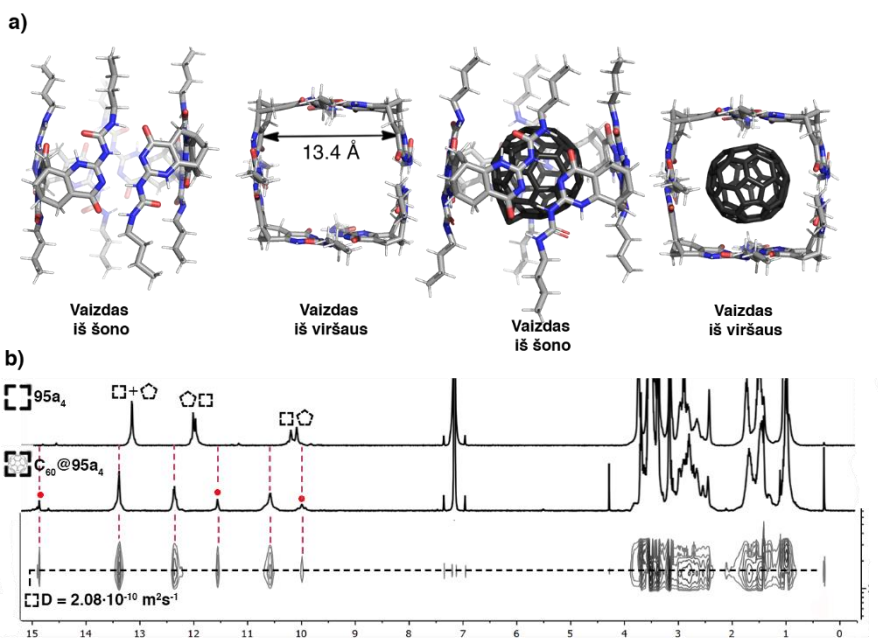 a)
13.4 Å
Vaizdas
iš šono
Vaizdas
iš viršaus
Vaizdas
iš šono
Vaizdas
iš viršaus
b)
95a₄
+
C₆₀@95a₄
D = 2.08·10⁻¹⁰ m²s⁻¹
15 14 13 12 11 10 9 8 7 6 5 4 3 2 1 0